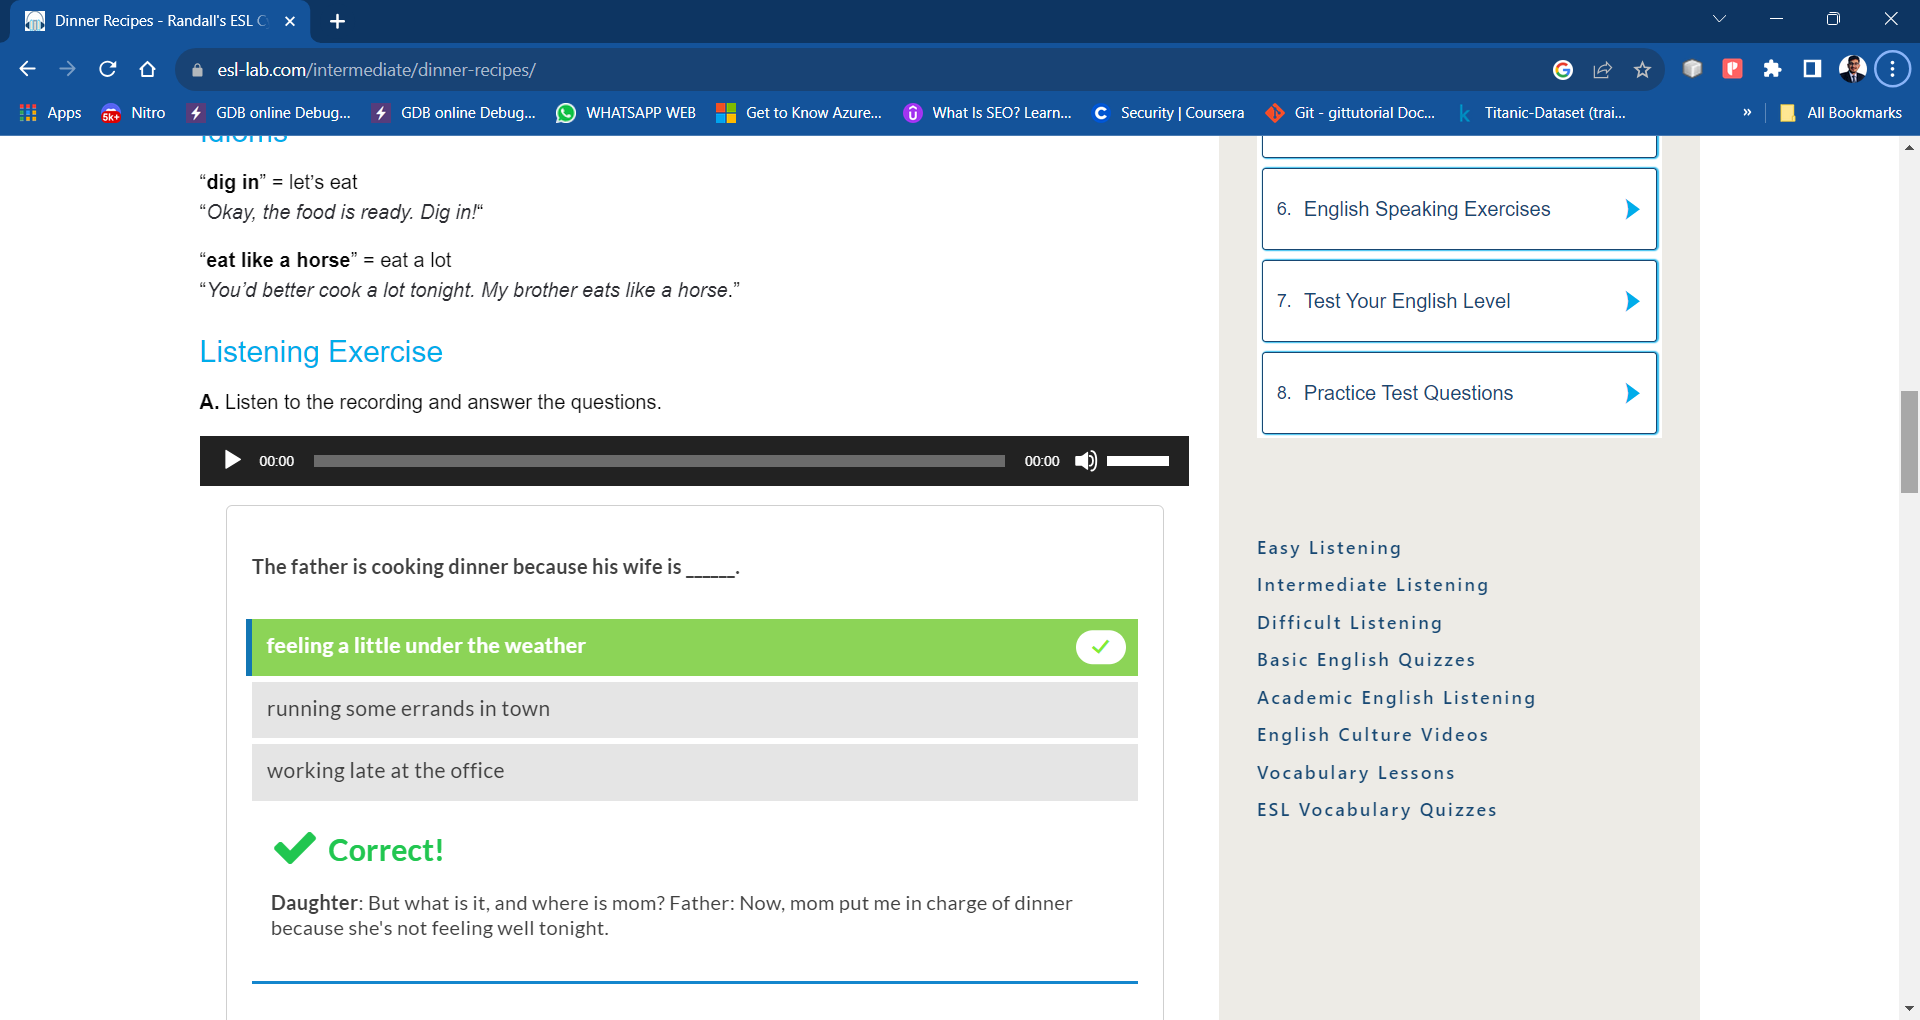 Dinner Recipes - Randall's ESL C
esl-lab.com/intermediate/dinner-recipes/
Apps
5k+
Nitro
GDB online Debug...
GDB online Debug...
WHATSAPP WEB
Get to Know Azure...
What Is SEO? Learn...
Security | Coursera
Git - gittutorial Doc...
Titanic-Dataset (trai...
»
All Bookmarks
Idioms
“dig in” = let’s eat
“Okay, the food is ready. Dig in!“
“eat like a horse” = eat a lot
“You’d better cook a lot tonight. My brother eats like a horse.”
Listening Exercise
A. Listen to the recording and answer the questions.
00:00
00:00
The father is cooking dinner because his wife is ______.
feeling a little under the weather
running some errands in town
working late at the office
Correct!
Daughter: But what is it, and where is mom? Father: Now, mom put me in charge of dinner
because she's not feeling well tonight.
6. English Speaking Exercises
7. Test Your English Level
8. Practice Test Questions
Easy Listening
Intermediate Listening
Difficult Listening
Basic English Quizzes
Academic English Listening
English Culture Videos
Vocabulary Lessons
ESL Vocabulary Quizzes